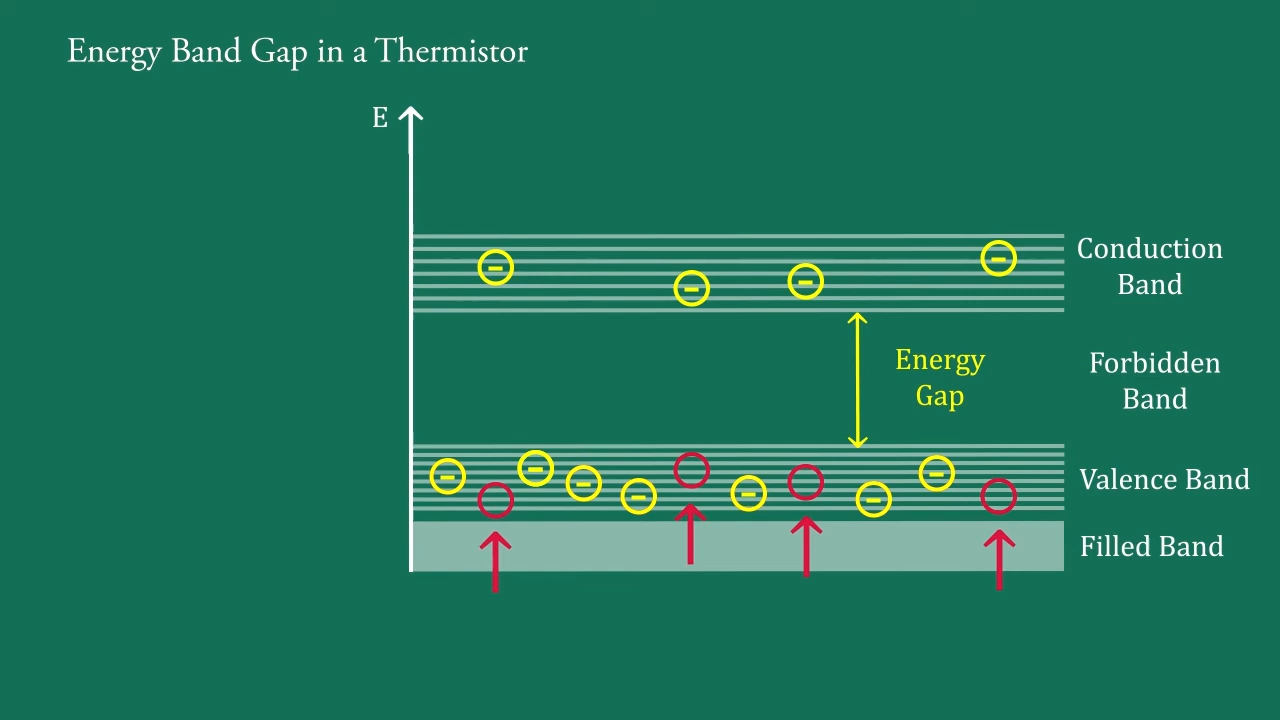 Energy Band Gap in a Thermistor
E
Conduction
Band
Energy
Gap
Forbidden
Band
Valence Band
Filled Band